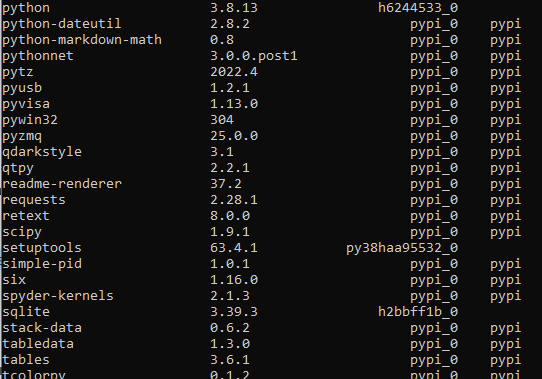 python 3.8.13 h6244533_0
python-dateutil 2.8.2 pypi_0 pypi
python-markdown-math 0.8 pypi_0 pypi
pythonnet 3.0.0.post1 pypi_0 pypi
pytz 2022.4 pypi_0 pypi
pyusb 1.2.1 pypi_0 pypi
pyvisa 1.13.0 pypi_0 pypi
pywin32 304 pypi_0 pypi
pyzmq 25.0.0 pypi_0 pypi
qdarkstyle 3.1 pypi_0 pypi
qtpy 2.2.1 pypi_0 pypi
readme-renderer 37.2 pypi_0 pypi
requests 2.28.1 pypi_0 pypi
retext 8.0.0 pypi_0 pypi
scipy 1.9.1 pypi_0 pypi
setuptools 63.4.1 py38haa95532_0
simple-pid 1.0.1 pypi_0 pypi
six 1.16.0 pypi_0 pypi
spyder-kernels 2.1.3 pypi_0 pypi
sqlite 3.39.3 h2bbff1b_0
stack-data 0.6.2 pypi_0 pypi
tabledata 1.3.0 pypi_0 pypi
tables 3.6.1 pypi_0 pypi
tcolorpy 0.1.2 pypi_0 pypi